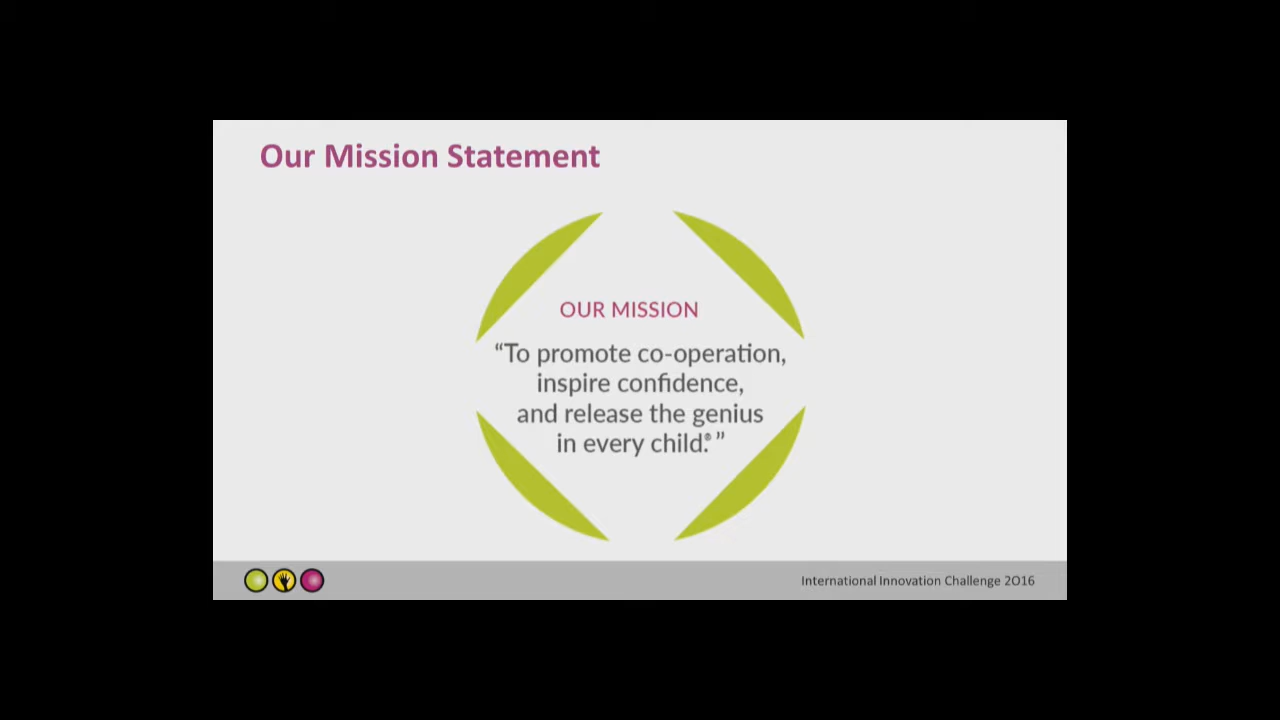 Our Mission Statement
OUR MISSION
“To promote co-operation,
inspire confidence,
and release the genius
in every child.®”
International Innovation Challenge 2O16